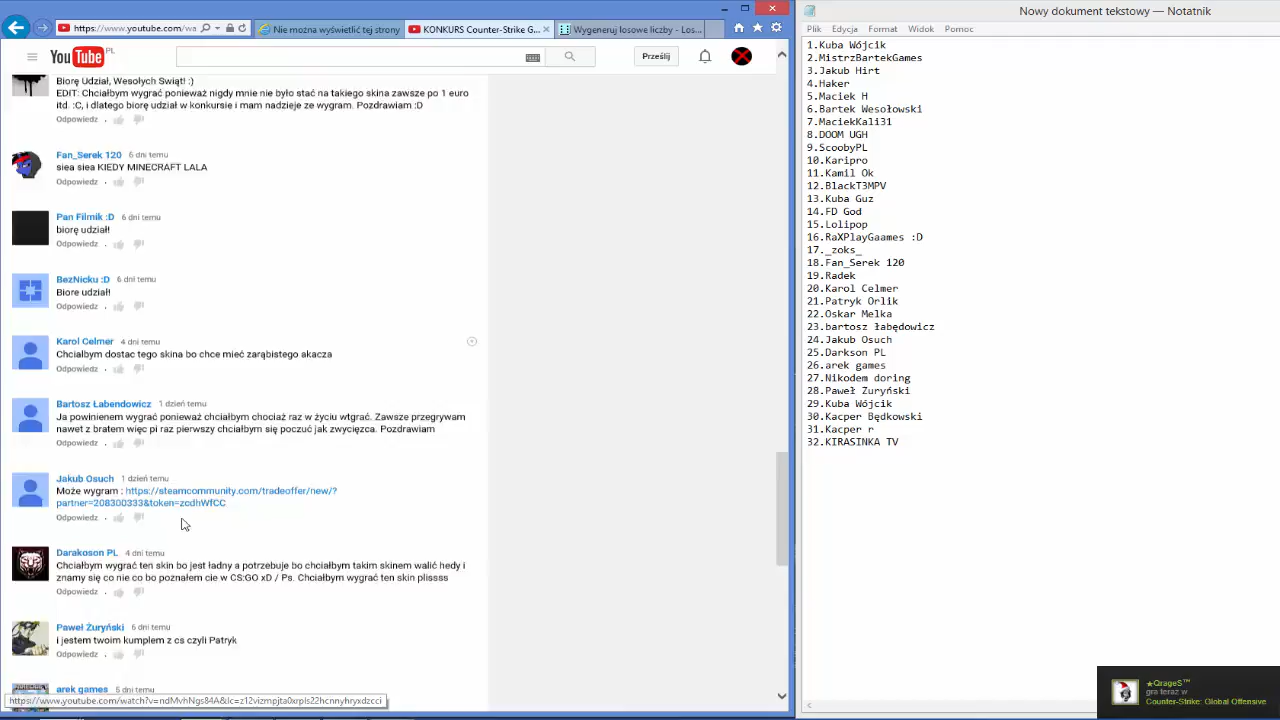 https://www.youtube.com/wa
Nie można wyświetlić tej strony
KONKURS Counter-Strike G...
Wygeneruj losowe liczby - Los...
YouTube PL
Prześlij
Biorę Udział, Wesołych Swiąt! :)
EDIT: Chciałbym wygrać ponieważ nigdy mnie nie było stać na takiego skina zawsze po 1 euro
itd. :C, i dlatego biorę udział w konkursie i mam nadzieje ze wygram. Pozdrawiam :D
Odpowiedz
Fan_Serek 120 6 dni temu
siea siea KIEDY MINECRAFT LALA
Odpowiedz
Pan Filmik :D 6 dni temu
biorę udział!
Odpowiedz
BezNicku :D 6 dni temu
Biore udział!
Odpowiedz
Karol Celmer 4 dni temu
Chcialbym dostac tego skina bo chce mieć zarąbistego akacza
Odpowiedz
Bartosz Łabendowicz 1 dzień temu
Ja powinienem wygrać ponieważ chciałbym chociaż raz w życiu wtgrać. Zawsze przegrywam
nawet z bratem więc pi raz pierwszy chciałbym się poczuć jak zwycięzca. Pozdrawiam
Odpowiedz
Jakub Osuch 1 dzień temu
Może wygram ; https://steamcommunity.com/tradeoffer/new/?
partner=208300333&token=zcdhWfCC
Odpowiedz
Darakoson PL 4 dni temu
Chciałbym wygrać ten skin bo jest ładny a potrzebuje bo chciałbym takim skinem walić hedy i
znamy się co nie co bo poznałem cie w CS:GO xD / Ps. Chciałbym wygrać ten skin plissss
Odpowiedz
Paweł Żuryński 6 dni temu
i jestem twoim kumplem z cs czyli Patryk
Odpowiedz
arek games 5 dni temu
https://www.youtube.com/watch?v=ndMvhNgs84A&lc=z12vizmpjta0xrpls22hcnnyhryxdzcci
Nowy dokument tekstowy — Notatnik
Plik Edycja Format Widok Pomoc
1.Kuba Wójcik
2.MistrzBartekGames
3.Jakub Hirt
4.Haker
5.Maciek H
6.Bartek Wesołowski
7.MaciekKali31
8.DOOM UGH
9.ScoobyPL
10.Karipro
11.Kamil Ok
12.BlackT3MPV
13.Kuba Guz
14.FD God
15.Lolipop
16.RaXPlayGaames :D
17._zoks_
18.Fan_Serek 120
19.Radek
20.Karol Celmer
21.Patryk Orlik
22.Oskar Melka
23.bartosz łabędowicz
24.Jakub Osuch
25.Darkson PL
26.arek games
27.Nikodem doring
28.Paweł Zuryński
29.Kuba Wójcik
30.Kacper Będkowski
31.Kacper r
32.KIRASINKA TV
★QrageS™
gra teraz w
Counter-Strike: Global Offensive